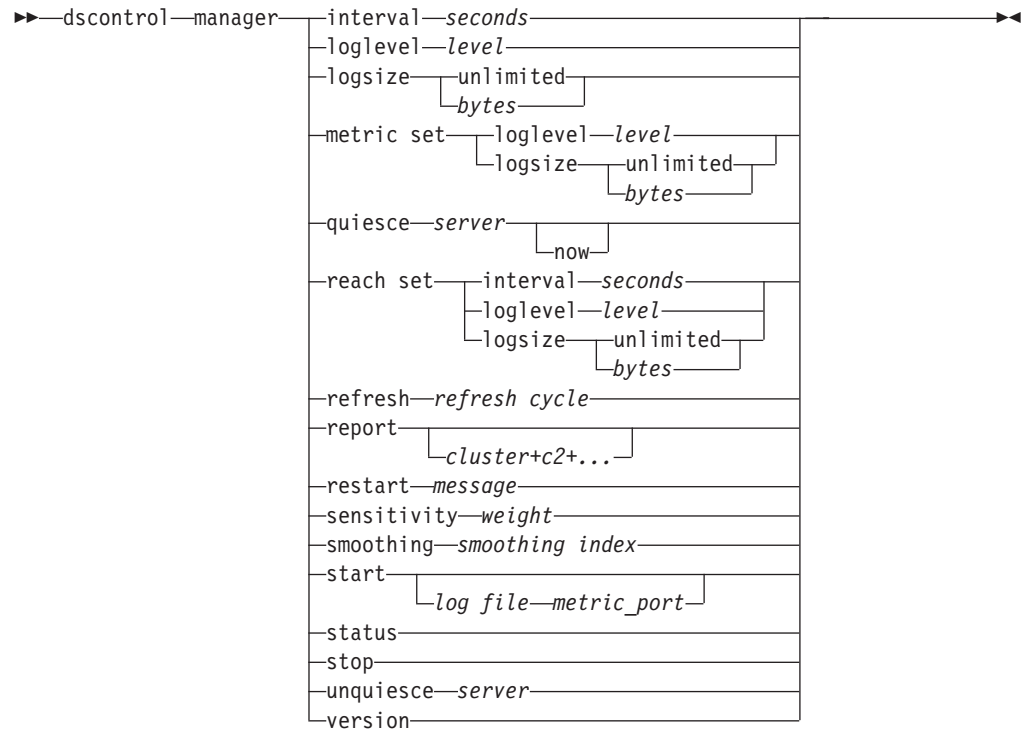 dscontrol manager interval seconds
loglevel level
logsize unlimited
bytes
metric set loglevel level
logsize unlimited
bytes
quiesce server
now
reach set interval seconds
loglevel level
logsize unlimited
bytes
refresh refresh cycle
report
cluster+c2+...
restart message
sensitivity weight
smoothing smoothing index
start
log file metric_port
status
stop
unquiesce server
version